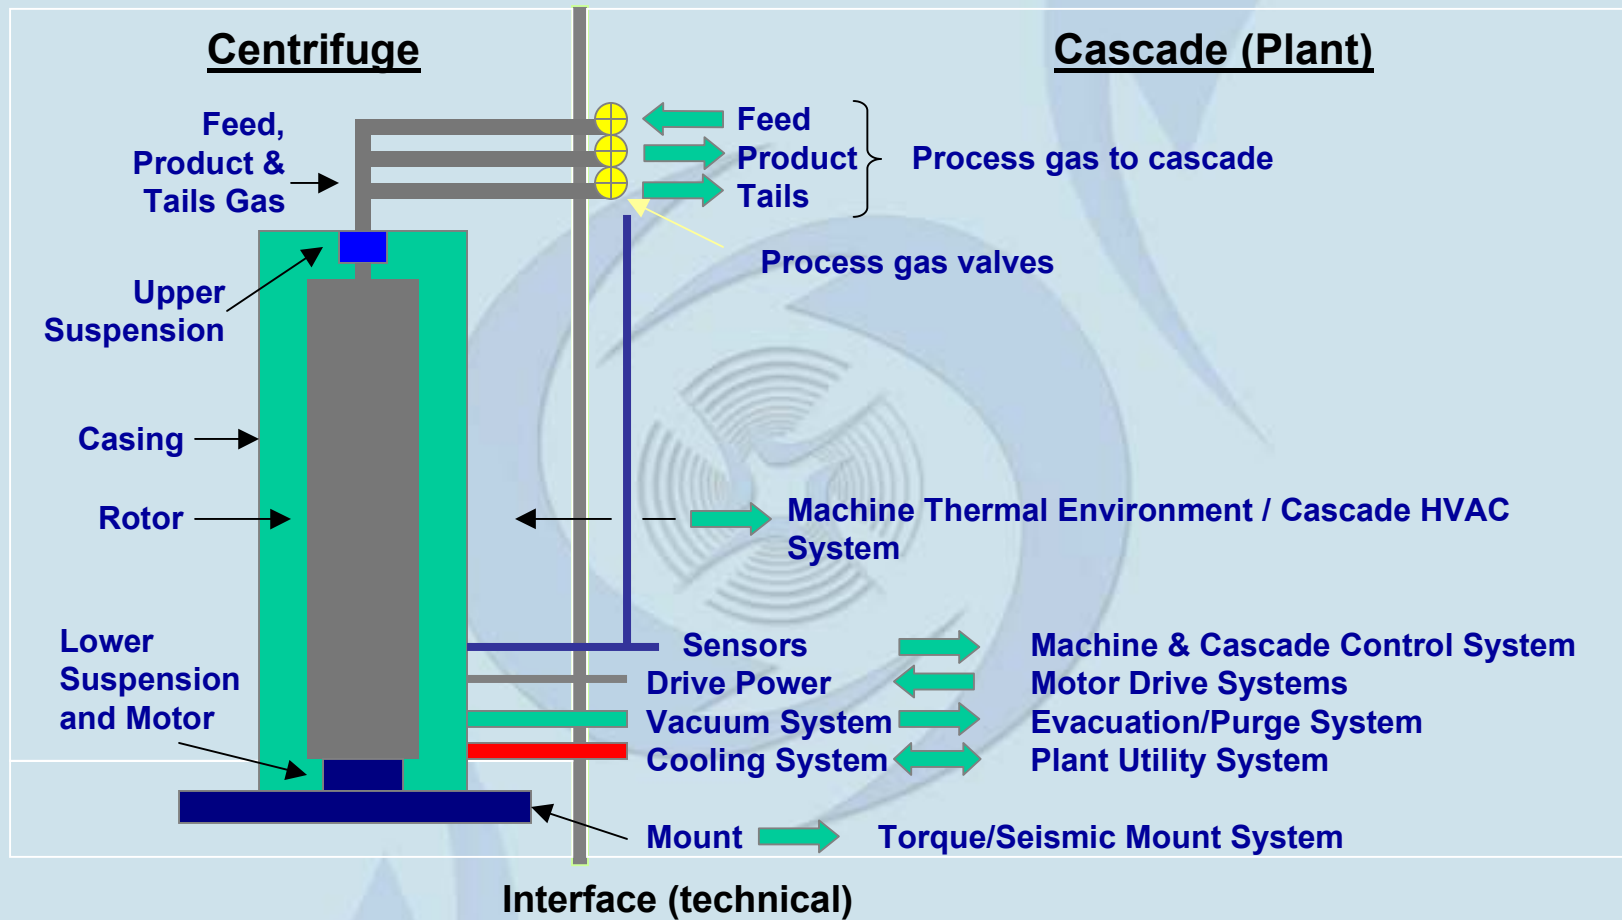 Centrifuge
Cascade (Plant)
Feed,
Product &
Tails Gas
Feed
Product
Tails
Process gas to cascade
Process gas valves
Upper
Suspension
Casing
Rotor
Machine Thermal Environment / Cascade HVAC
System
Lower
Suspension
and Motor
Sensors
Machine & Cascade Control System
Drive Power
Motor Drive Systems
Vacuum System
Evacuation/Purge System
Cooling System
Plant Utility System
Mount
Torque/Seismic Mount System
Interface (technical)